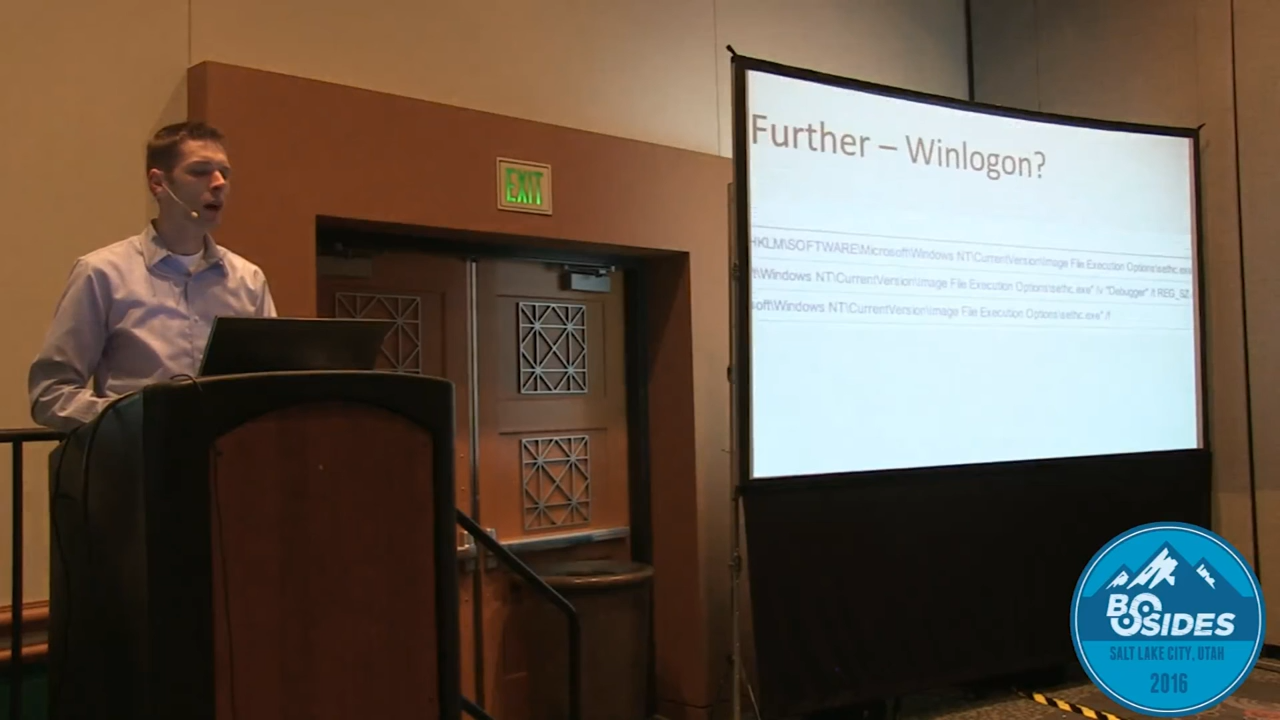 EXIT
Further – Winlogon?
HKLM\SOFTWARE\Microsoft\Windows NT\CurrentVersion\Image File Execution Options\sethc.exe
t\Windows NT\CurrentVersion\Image File Execution Options\sethc.exe" /v "Debugger" /t REG_SZ
soft\Windows NT\CurrentVersion\Image File Execution Options\sethc.exe" /f
BSIDES
SALT LAKE CITY, UTAH
2016